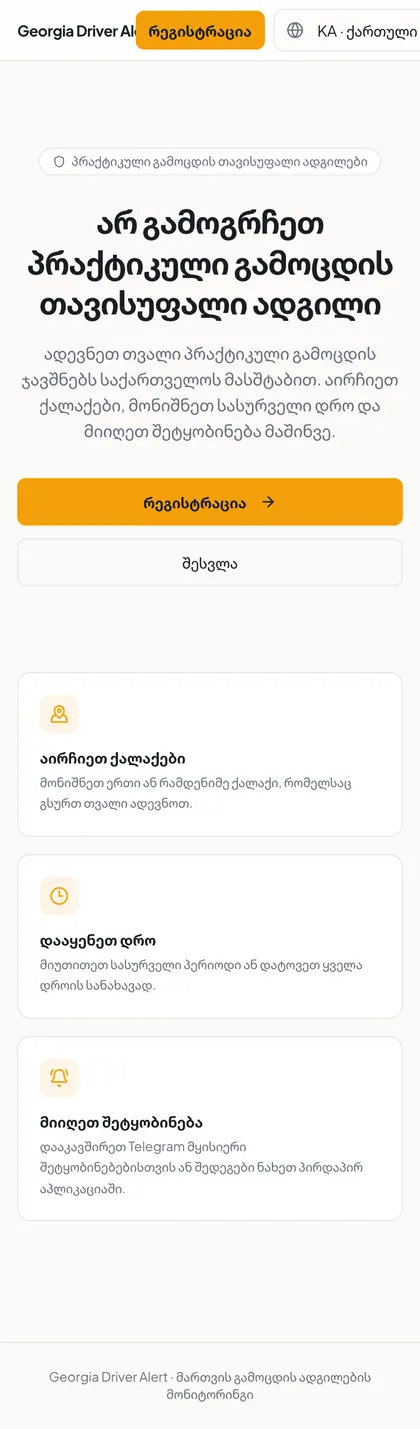 Georgia Driver Al
რეგისტრაცია
KA · ქართული
პრაქტიკული გამოცდის თავისუფალი ადგილები
არ გამოგრჩეთ
პრაქტიკული გამოცდის
თავისუფალი ადგილი
ადევნეთ თვალი პრაქტიკული გამოცდის
ჯავშნებს საქართველოს მასშტაბით. აირჩიეთ
ქალაქები, მონიშნეთ სასურველი დრო და
მიიღეთ შეტყობინება მაშინვე.
რეგისტრაცია →
შესვლა
აირჩიეთ ქალაქები
მონიშნეთ ერთი ან რამდენიმე ქალაქი, რომელსაც
გსურთ თვალი ადევნოთ.
დააყენეთ დრო
მიუთითეთ სასურველი პერიოდი ან დატოვეთ ყველა
დროის სანახავად.
მიიღეთ შეტყობინება
დააკავშირეთ Telegram მყისიერი
შეტყობინებებისთვის ან შედეგები ნახეთ პირდაპირ
აპლიკაციაში.
Georgia Driver Alert · მართვის გამოცდის ადგილების
მონიტორინგი